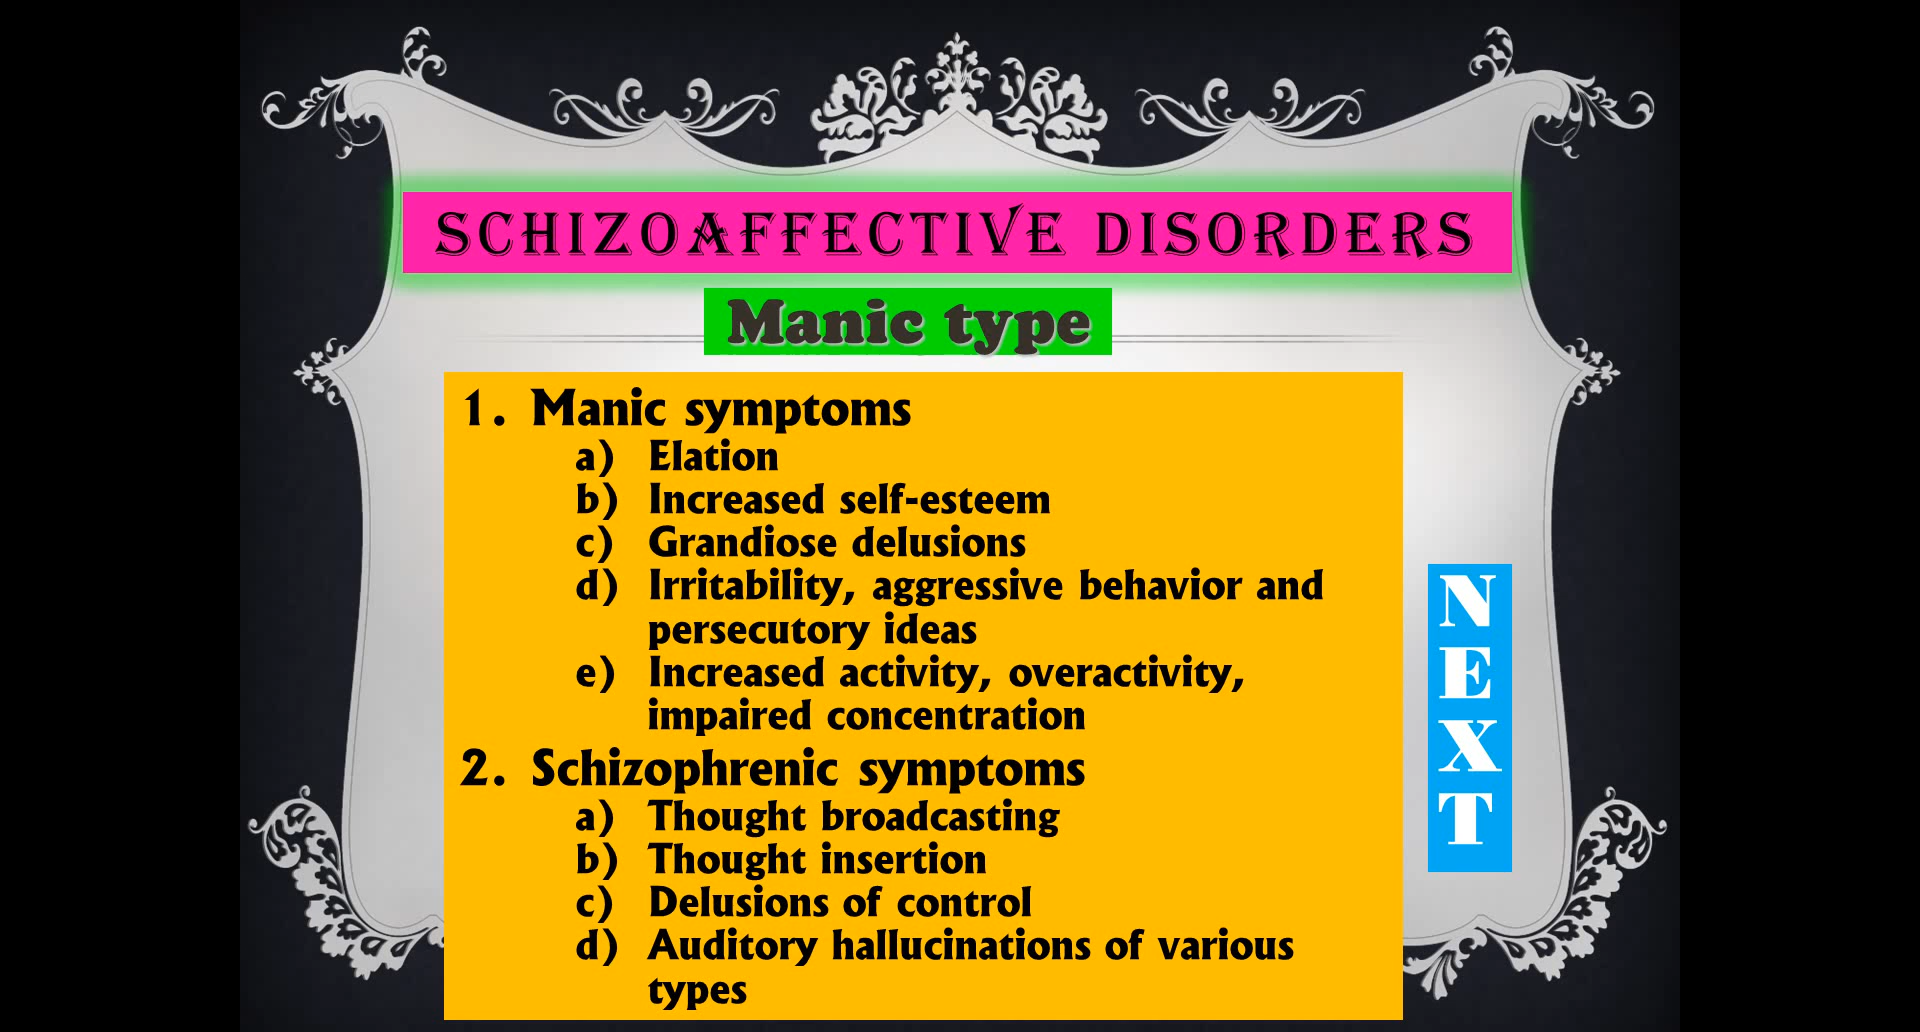 SCHIZOAFFECTIVE DISORDERS
Manic type
1. Manic symptoms
a) Elation
b) Increased self-esteem
c) Grandiose delusions
d) Irritability, aggressive behavior and
persecutory ideas
e) Increased activity, overactivity,
impaired concentration
2. Schizophrenic symptoms
a) Thought broadcasting
b) Thought insertion
c) Delusions of control
d) Auditory hallucinations of various
types
NEXT